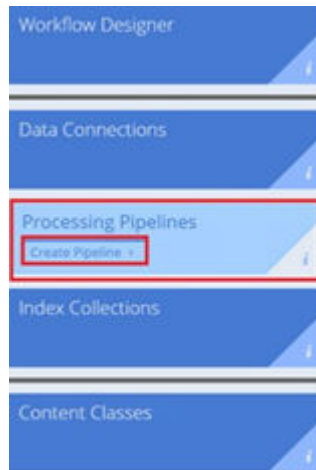 Workflow Designer
i
Data Connections
i
Processing Pipelines
Create Pipeline +
i
Index Collections
i
Content Classes
i